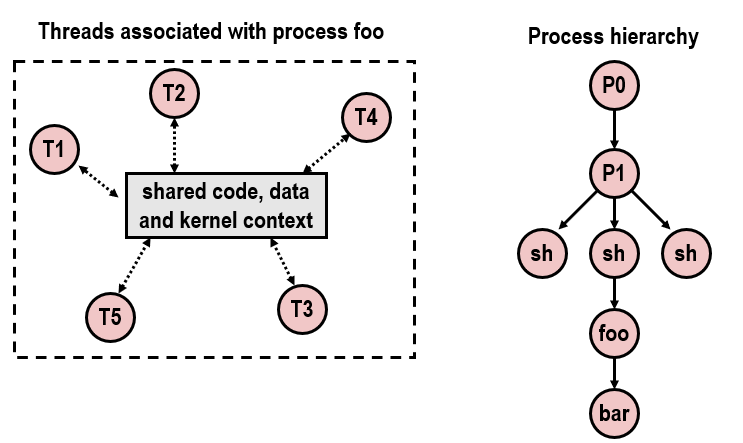 Threads associated with process foo
T2
T4
T1
shared code, data
and kernel context
T5
T3
Process hierarchy
P0
P1
sh
sh
sh
foo
bar